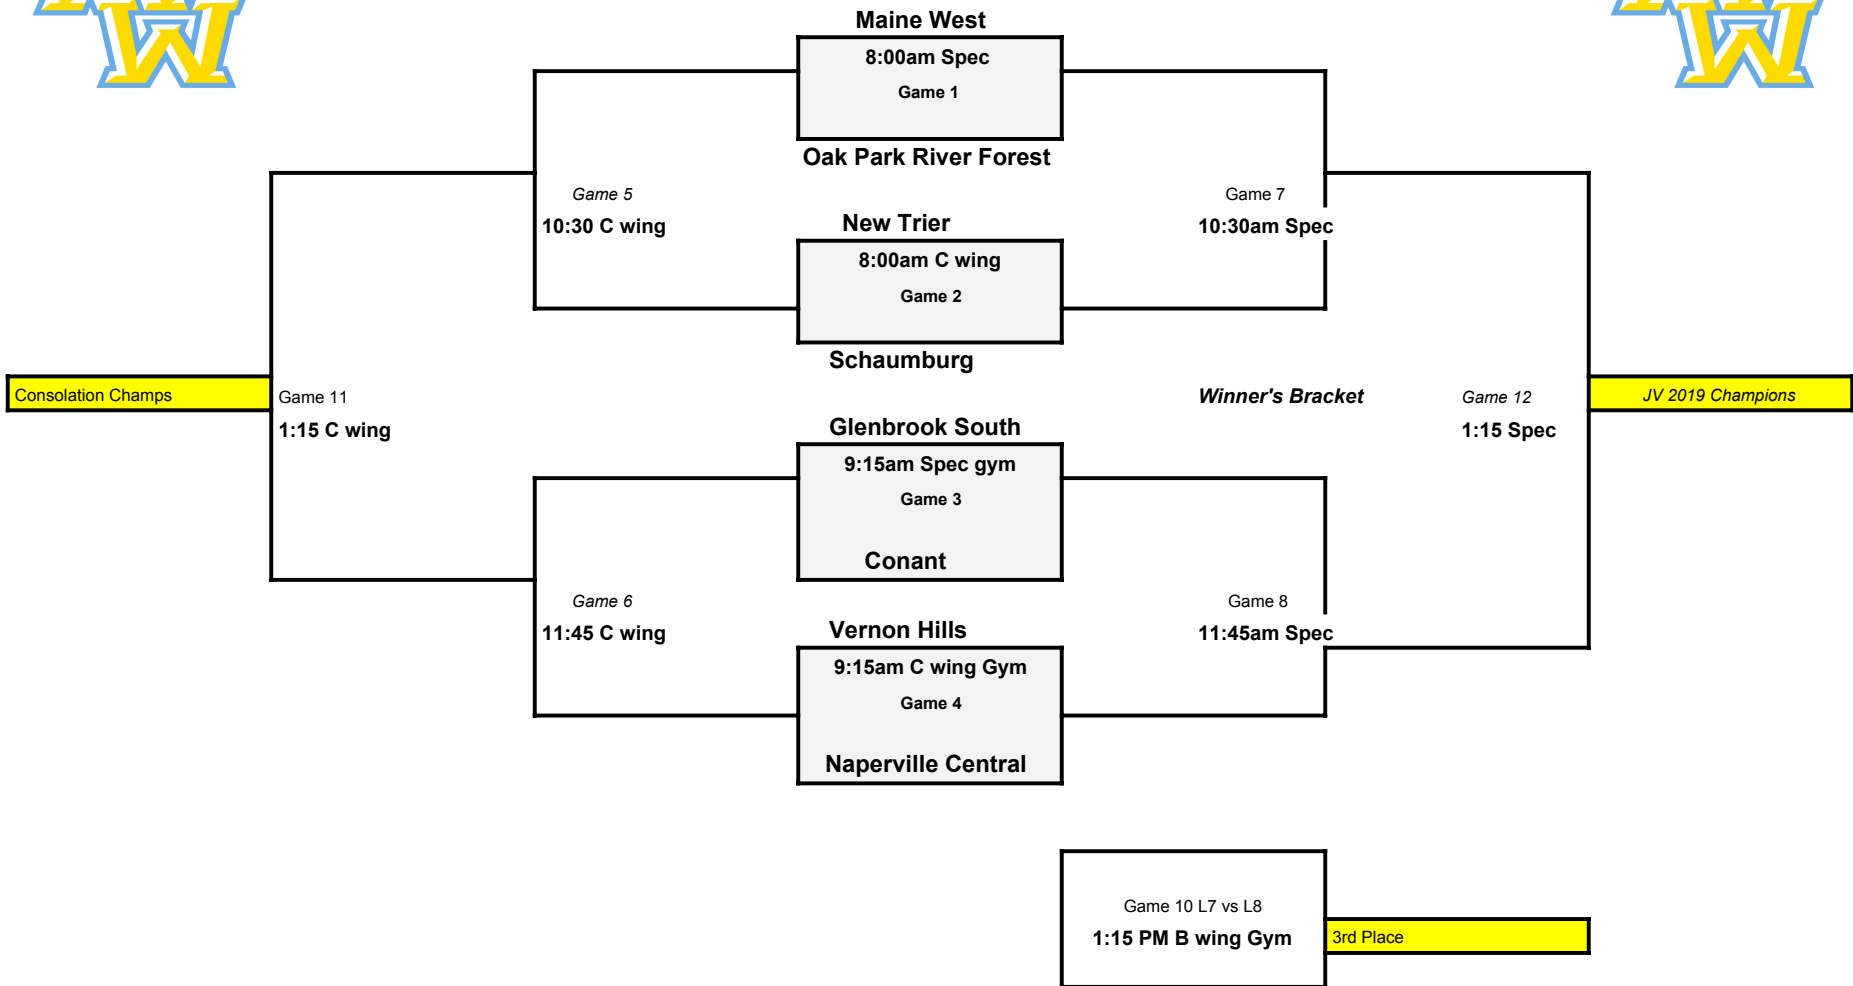 Maine West
8:00am Spec
Game 1
Oak Park River Forest
Game 5
Game 7
10:30 C wing
New Trier
10:30am Spec
8:00am C wing
Game 2
Schaumburg
Consolation Champs
Game 11
Winner's Bracket
Game 12
JV 2019 Champions
1:15 C wing
Glenbrook South
1:15 Spec
9:15am Spec gym
Game 3
Conant
Game 6
Game 8
11:45 C wing
Vernon Hills
11:45am Spec
9:15am C wing Gym
Game 4
Naperville Central
Game 10 L7 vs L8
1:15 PM B wing Gym
3rd Place